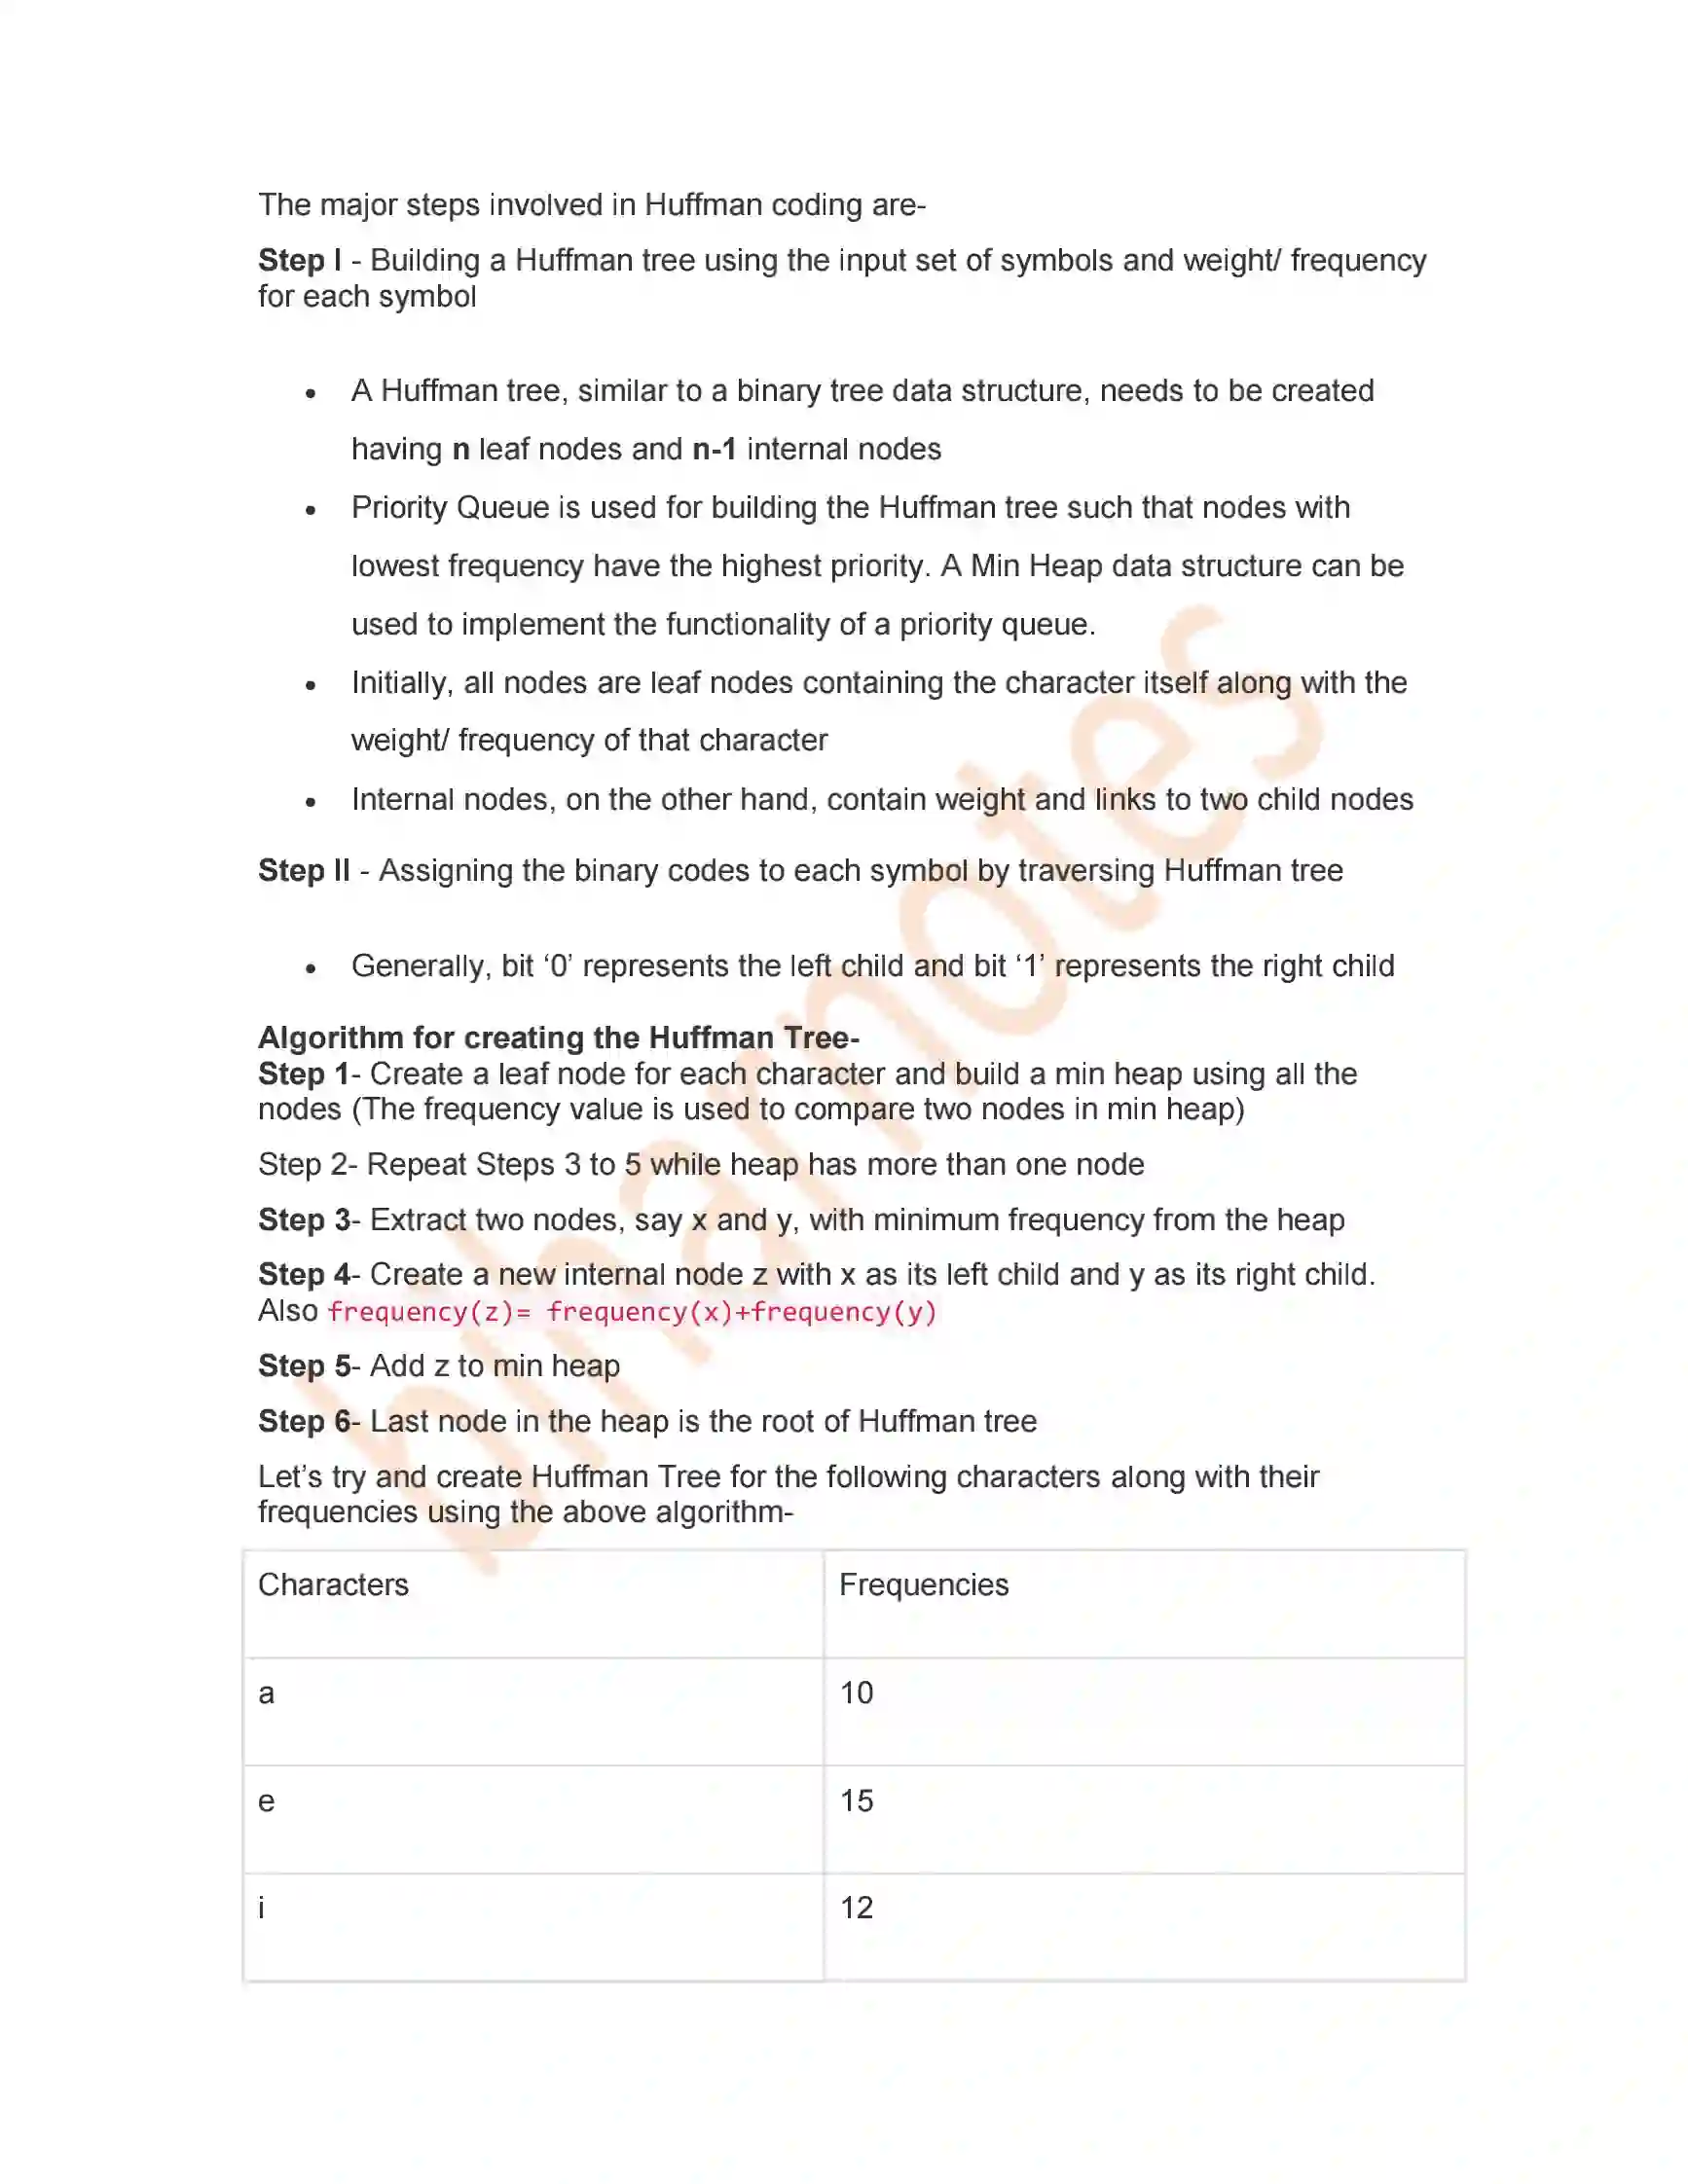 The major steps involved in Huffman coding are-
Step I - Building a Huffman tree using the input set of symbols and weight/ frequency
for each symbol
• A Huffman tree, similar to a binary tree data structure, needs to be created
having n leaf nodes and n-1 internal nodes
• Priority Queue is used for building the Huffman tree such that nodes with
lowest frequency have the highest priority. A Min Heap data structure can be
used to implement the functionality of a priority queue.
• Initially, all nodes are leaf nodes containing the character itself along with the
weight/ frequency of that character
• Internal nodes, on the other hand, contain weight and links to two child nodes
Step II - Assigning the binary codes to each symbol by traversing Huffman tree
• Generally, bit ‘0’ represents the left child and bit ‘1’ represents the right child
Algorithm for creating the Huffman Tree-
Step 1- Create a leaf node for each character and build a min heap using all the
nodes (The frequency value is used to compare two nodes in min heap)
Step 2- Repeat Steps 3 to 5 while heap has more than one node
Step 3- Extract two nodes, say x and y, with minimum frequency from the heap
Step 4- Create a new internal node z with x as its left child and y as its right child.
Also frequency(z)= frequency(x)+frequency(y)
Step 5- Add z to min heap
Step 6- Last node in the heap is the root of Huffman tree
Let’s try and create Huffman Tree for the following characters along with their
frequencies using the above algorithm-
Characters Frequencies
a 10
e 15
i 12
biharnotes